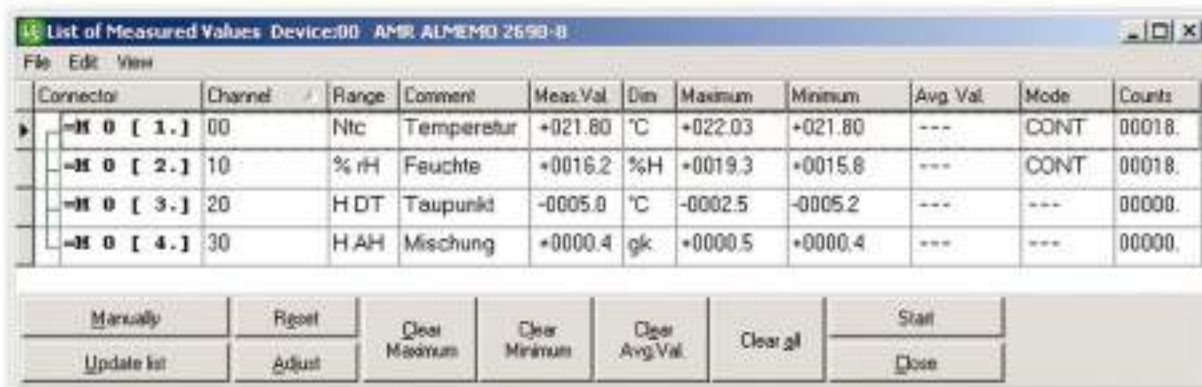 List of Measured Values Device:00 AMR ALMEMO 2690-8
File Edit View
Connector Channel Range Comment Meas.Val. Dim Maximum Minimum Avg. Val. Mode Counts
=M 0 [ 1.] 00 Ntc Temperatur +021.80 °C +022.03 +021.80 --- CONT 00018.
=M 0 [ 2.] 10 % rH Feuchte +0016.2 %H +0019.3 +0015.8 --- CONT 00018.
=M 0 [ 3.] 20 H DT Taupunkt -0005.0 °C -0002.5 -0005.2 --- --- 00000.
=M 0 [ 4.] 30 H AH Mischung +0000.4 gk +0000.5 +0000.4 --- --- 00000.
Manually Reset Clear Maximum Clear Minimum Clear Avg.Val. Clear all Start
Update list Adjust Close